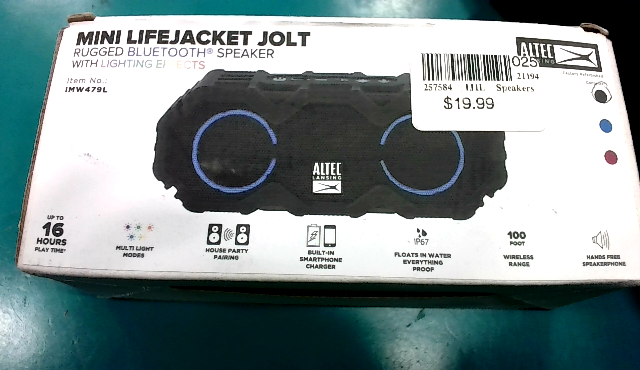 MINI LIFEJACKET JOLT
RUGGED BLUETOOTH® SPEAKER
WITH LIGHTING EFFECTS
Item No.:
IMW479L
ALTEC
025
21194
257584 Speakers
$19.99
ALTEC
LANSING
UP TO
16
HOURS
PLAY TIME*
MULTI LIGHT
MODES
HOUSE PARTY
PAIRING
BUILT-IN
SMARTPHONE
CHARGER
IP67
FLOATS IN WATER
EVERYTHING
PROOF
100
FOOT
WIRELESS
RANGE
HANDS FREE
SPEAKERPHONE